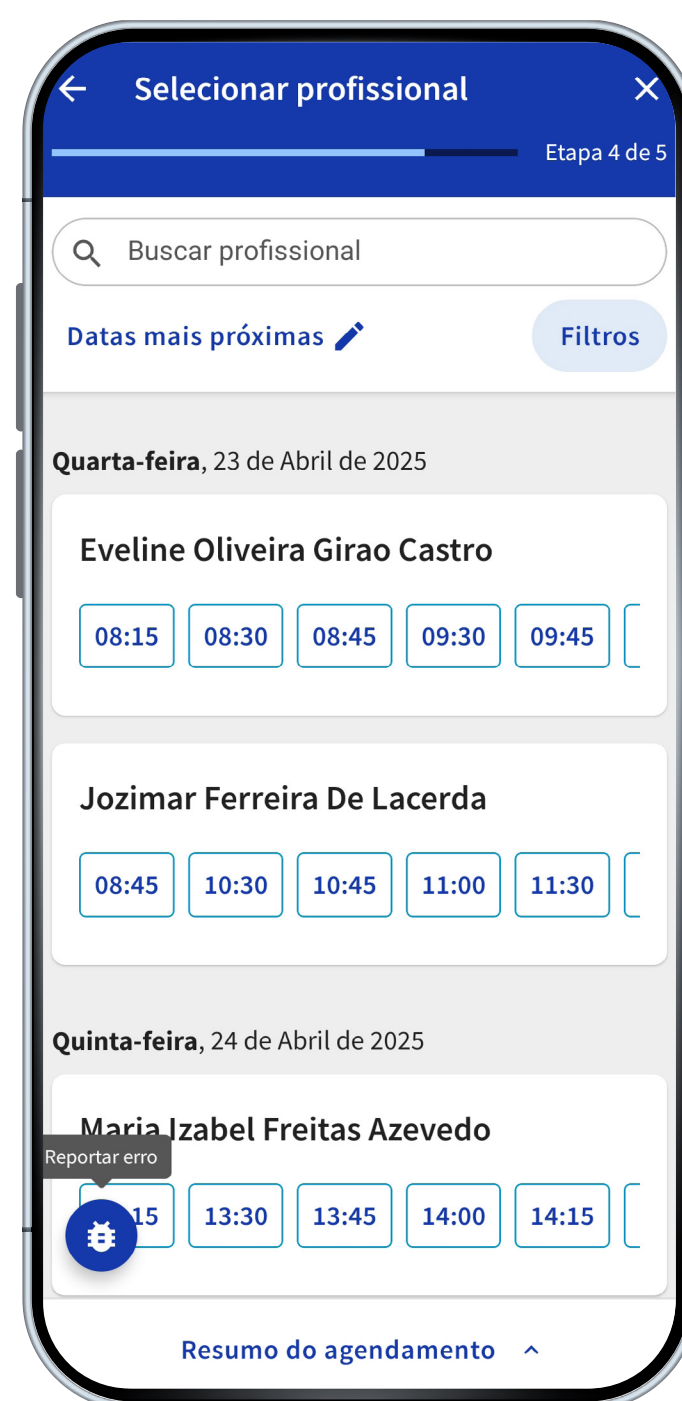 Selecionar profissional
Etapa 4 de 5
Buscar profissional
Datas mais próximas
Filtros
Quarta-feira, 23 de Abril de 2025
Eveline Oliveira Girao Castro
08:15 08:30 08:45 09:30 09:45
Jozimar Ferreira De Lacerda
08:45 10:30 10:45 11:00 11:30
Quinta-feira, 24 de Abril de 2025
Maria Izabel Freitas Azevedo
Reportar erro
15 13:30 13:45 14:00 14:15
Resumo do agendamento